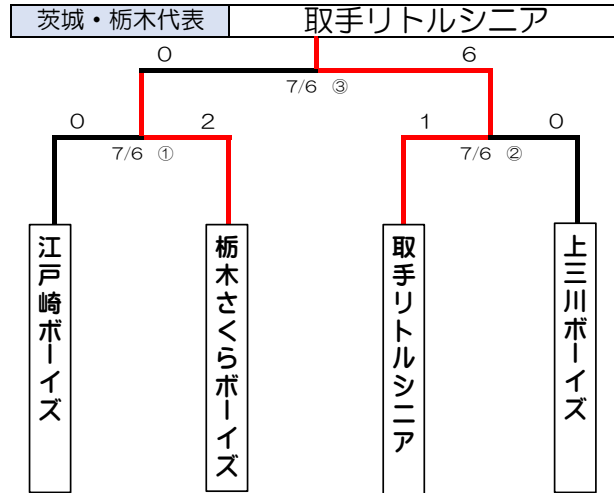 茨城・栃木代表 取手リトルシニア
0 6
7/6 ③
0 2 1 0
7/6 ① 7/6 ②
江戸崎ボーイズ
栃木さくらボーイズ
取手リトルシニア
上三川ボーイズ